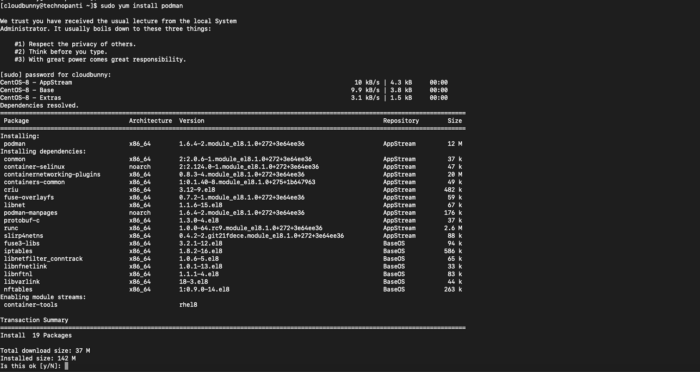 [cloudbunny@technopanti ~]$ sudo yum install podman
We trust you have received the usual lecture from the local System
Administrator. It usually boils down to these three things:
#1) Respect the privacy of others.
#2) Think before you type.
#3) With great power comes great responsibility.
[sudo] password for cloudbunny:
CentOS-8 - AppStream 10 kB/s | 4.3 kB 00:00
CentOS-8 - Base 9.9 kB/s | 3.8 kB 00:00
CentOS-8 - Extras 3.1 kB/s | 1.5 kB 00:00
Dependencies resolved.
Package Architecture Version Repository Size
Installing:
podman x86_64 1.6.4-2.module_el8.1.0+272+3e64ee36 AppStream 12 M
Installing dependencies:
conmon x86_64 2:2.0.6-1.module_el8.1.0+272+3e64ee36 AppStream 37 k
container-selinux noarch 2:2.124.0-1.module_el8.1.0+272+3e64ee36 AppStream 47 k
containernetworking-plugins x86_64 0.8.3-4.module_el8.1.0+272+3e64ee36 AppStream 20 M
containers-common x86_64 1:0.1.40-8.module_el8.1.0+275+1b647963 AppStream 49 k
criu x86_64 3.12-9.el8 AppStream 482 k
fuse-overlayfs x86_64 0.7.2-1.module_el8.1.0+272+3e64ee36 AppStream 59 k
libnet x86_64 1.1.6-15.el8 AppStream 67 k
podman-manpages noarch 1.6.4-2.module_el8.1.0+272+3e64ee36 AppStream 176 k
protobuf-c x86_64 1.3.0-4.el8 AppStream 37 k
runc x86_64 1.0.0-64.rc9.module_el8.1.0+272+3e64ee36 AppStream 2.6 M
slirp4netns x86_64 0.4.2-2.git21fdece.module_el8.1.0+272+3e64ee36 AppStream 88 k
fuse3-libs x86_64 3.2.1-12.el8 BaseOS 94 k
iptables x86_64 1.8.2-16.el8 BaseOS 586 k
libnetfilter_conntrack x86_64 1.0.6-5.el8 BaseOS 65 k
libnfnetlink x86_64 1.0.1-13.el8 BaseOS 33 k
libnftnl x86_64 1.1.1-4.el8 BaseOS 83 k
libvarlink x86_64 18-3.el8 BaseOS 44 k
nftables x86_64 1:0.9.0-14.el8 BaseOS 263 k
Enabling module streams:
container-tools rhel8
Transaction Summary
Install 19 Packages
Total download size: 37 M
Installed size: 142 M
Is this ok [y/N]: